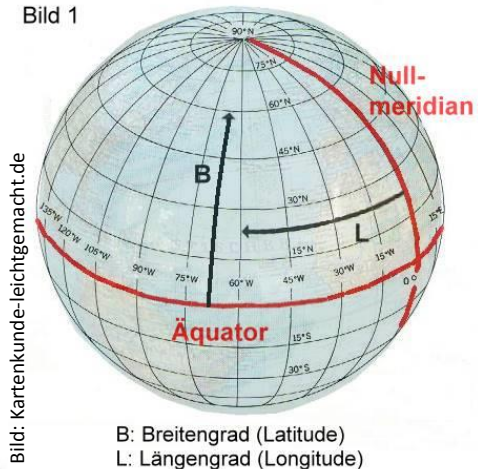 Bild 1
90°N
75°N
Null-
meridian
60°N
45°N
B
30°N
L
15°N
135°W
120°W
105°W
90°W
75°W
60°W
45°W
30°W
15°W
15°E
0°
Äquator
15°S
30°S
B: Breitengrad (Latitude)
L: Längengrad (Longitude)
Bild: Kartenkunde-leichtgemacht.de